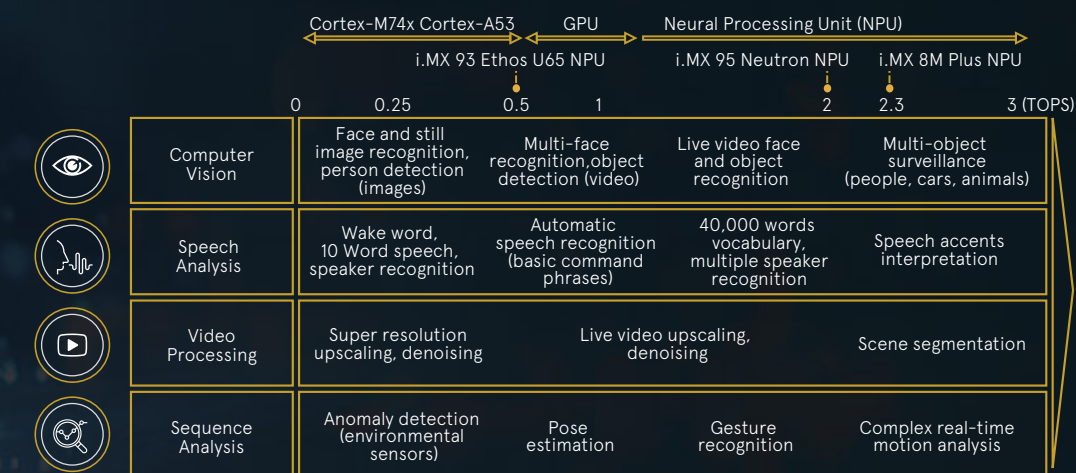 Cortex-M74x Cortex-A53 GPU Neural Processing Unit (NPU)
i.MX 93 Ethos U65 NPU i.MX 95 Neutron NPU i.MX 8M Plus NPU
0 0.25 0.5 1 2 2.3 3 (TOPS)
Computer
Vision
Face and still
image recognition,
person detection
(images)
Multi-face
recognition,object
detection (video)
Live video face
and object
recognition
Multi-object
surveillance
(people, cars, animals)
Speech
Analysis
Wake word,
10 Word speech,
speaker recognition
Automatic
speech recognition
(basic command
phrases)
40,000 words
vocabulary,
multiple speaker
recognition
Speech accents
interpretation
Video
Processing
Super resolution
upscaling, denoising
Live video upscaling,
denoising
Scene segmentation
Sequence
Analysis
Anomaly detection
(environmental
sensors)
Pose
estimation
Gesture
recognition
Complex real-time
motion analysis